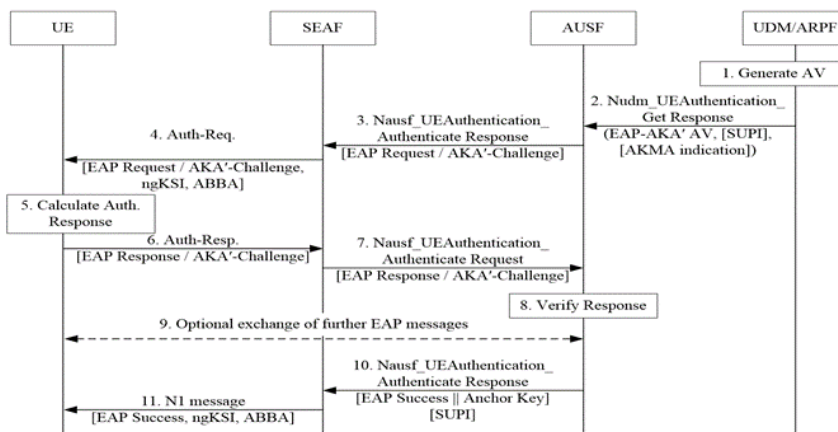 UE
SEAF
AUSF
UDM/ARPF
1. Generate AV
2. Nudm_UEAuthentication_
Get Response
(EAP-AKA′ AV, [SUPI],
[AKMA indication])
3. Nausf_UEAuthentication_
Authenticate Response
[EAP Request / AKA′-Challenge]
4. Auth-Req.
[EAP Request / AKA′-Challenge,
ngKSI, ABBA]
5. Calculate Auth.
Response
6. Auth-Resp.
[EAP Response / AKA′-Challenge]
7. Nausf_UEAuthentication_
Authenticate Request
[EAP Response / AKA′-Challenge]
8. Verify Response
9. Optional exchange of further EAP messages
10. Nausf_UEAuthentication_
Authenticate Response
[EAP Success || Anchor Key]
[SUPI]
11. N1 message
[EAP Success, ngKSI, ABBA]